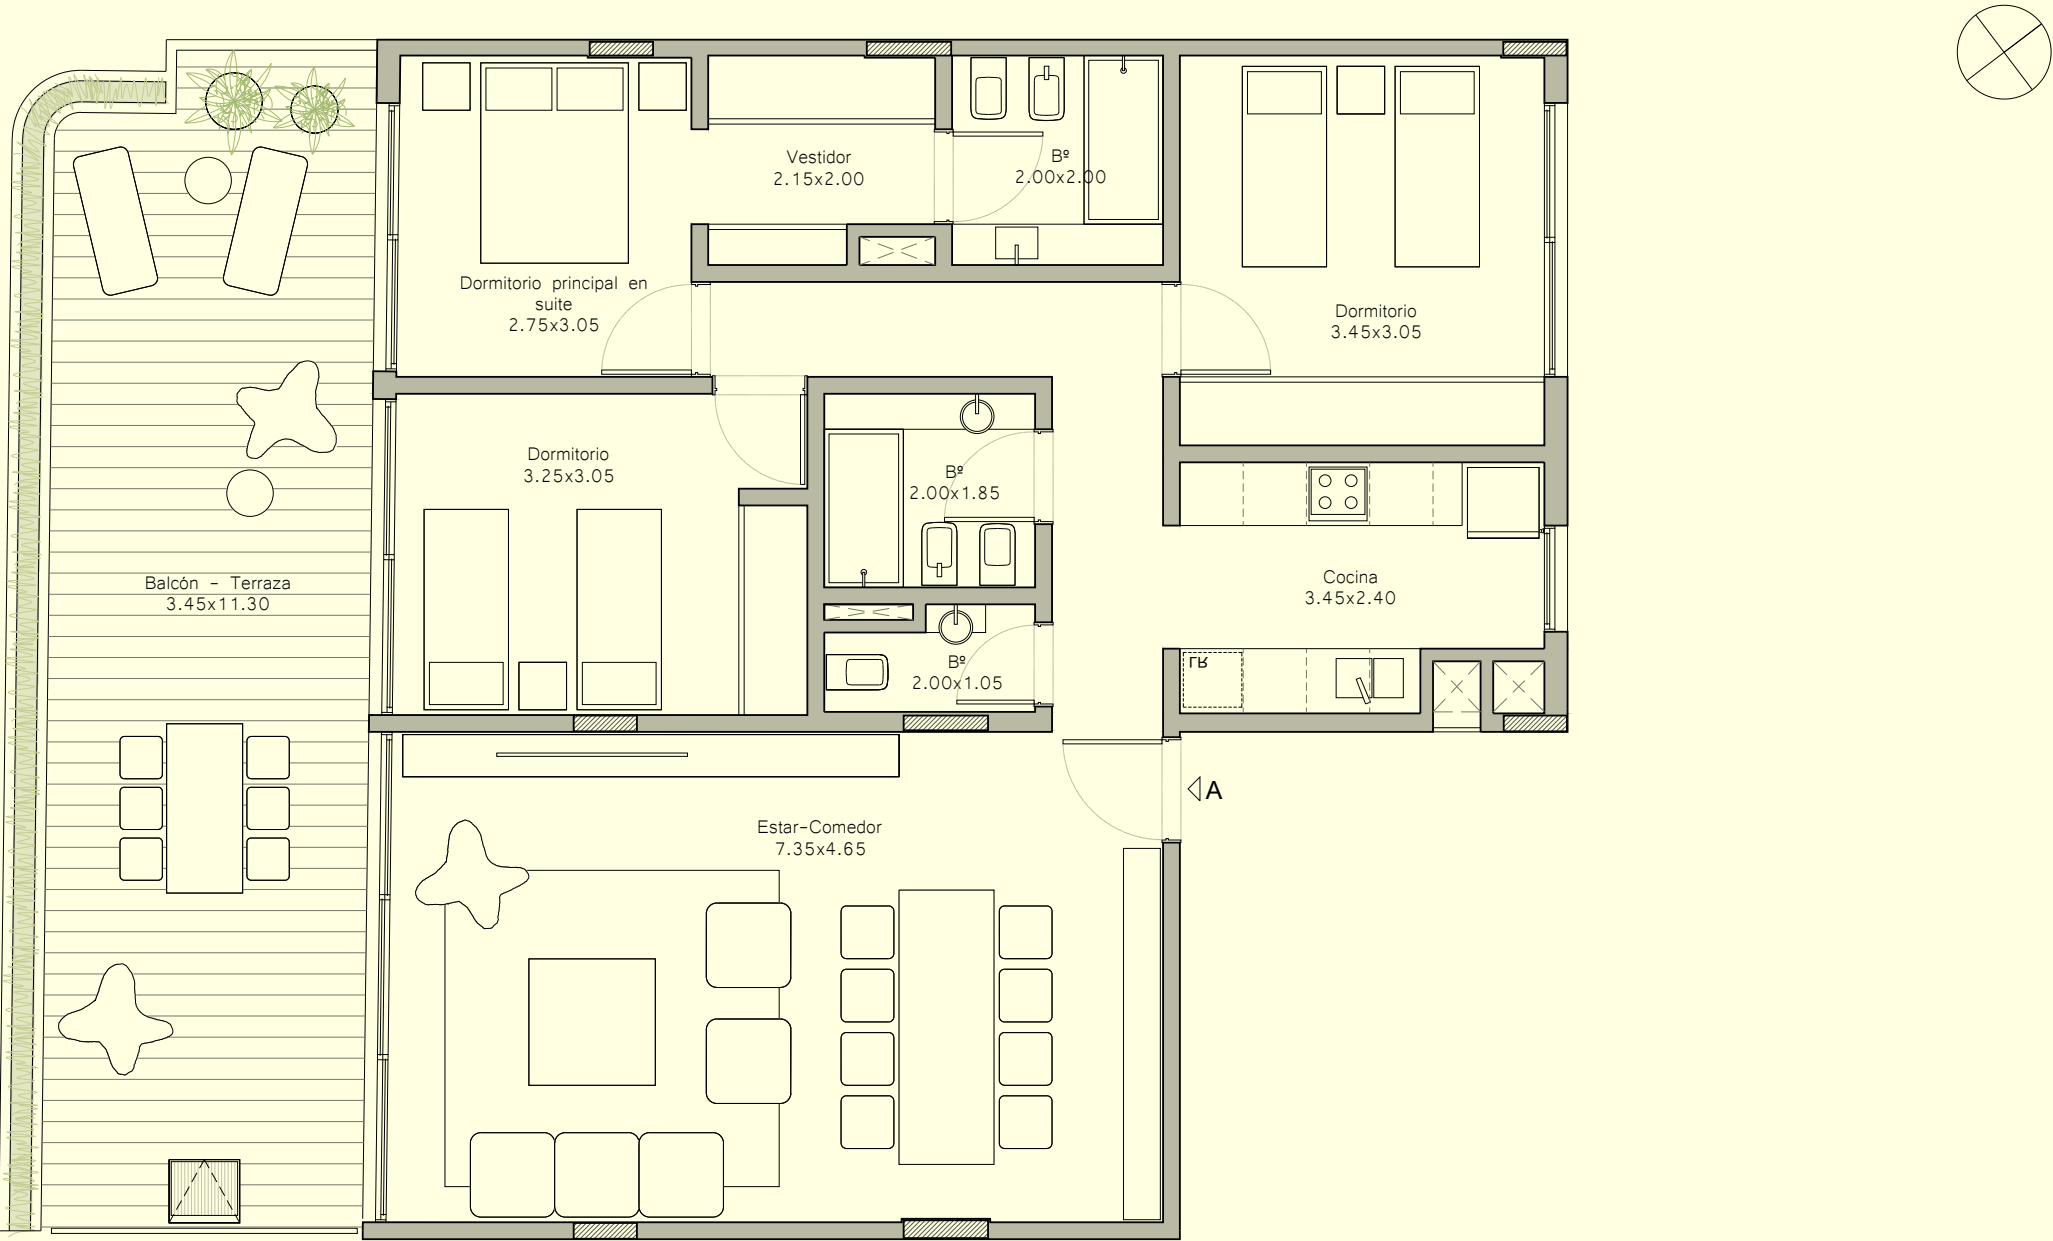 Vestidor
2.15x2.00
Bº
2.00x2.00
Dormitorio principal en
suite
2.75x3.05
Dormitorio
3.45x3.05
Dormitorio
3.25x3.05
Bº
2.00x1.85
Balcón - Terraza
3.45x11.30
Cocina
3.45x2.40
Bº
2.00x1.05
LR
A
Estar-Comedor
7.35x4.65